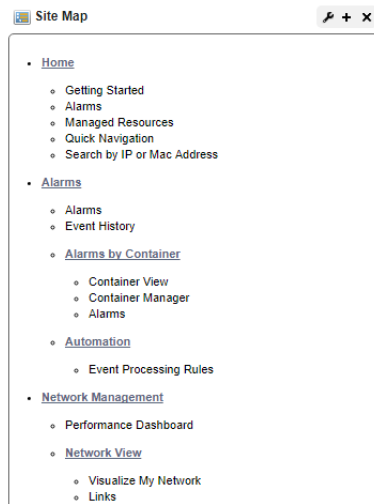 Site Map
Home
Getting Started
Alarms
Managed Resources
Quick Navigation
Search by IP or Mac Address
Alarms
Alarms
Event History
Alarms by Container
Container View
Container Manager
Alarms
Automation
Event Processing Rules
Network Management
Performance Dashboard
Network View
Visualize My Network
Links